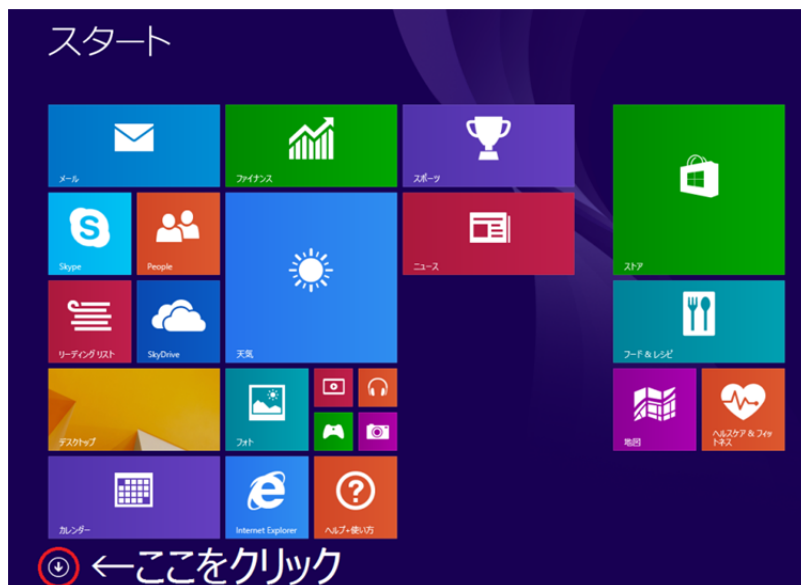 スタート
メール
ファイナンス
スポーツ
Skype
People
ニュース
ストア
リーディング リスト
SkyDrive
天気
フード & レシピ
デスクトップ
フォト
地図
ヘルスケア & フィッ
トネス
カレンダー
Internet Explorer
ヘルプ+使い方
←ここをクリック